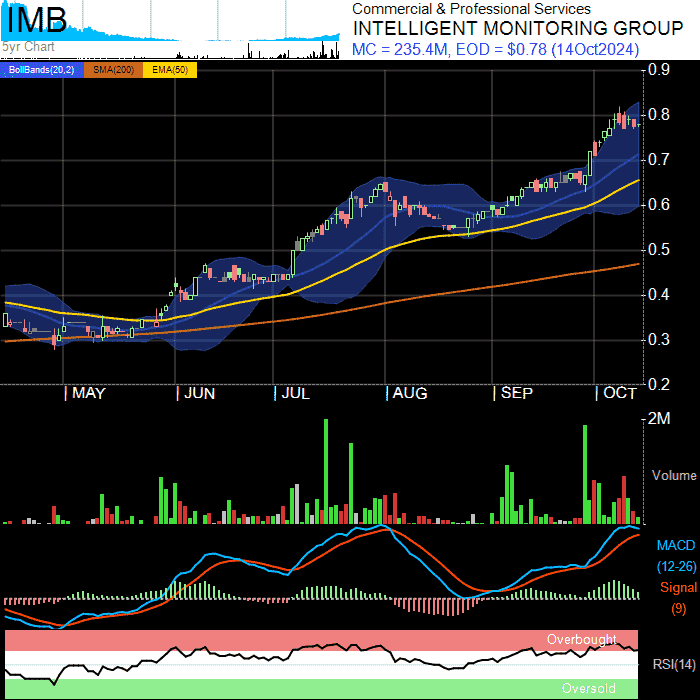 IMB
5yr Chart
Commercial & Professional Services
INTELLIGENT MONITORING GROUP
MC = 235.4M, EOD = $0.78 (14Oct2024)
BollBands(20,2) SMA(200) EMA(50)
0.9
0.8
0.7
0.6
0.5
0.4
0.3
0.2
MAY JUN JUL AUG SEP OCT
2M
Volume
MACD
(12-26)
Signal
(9)
Overbought
RSI(14)
Oversold